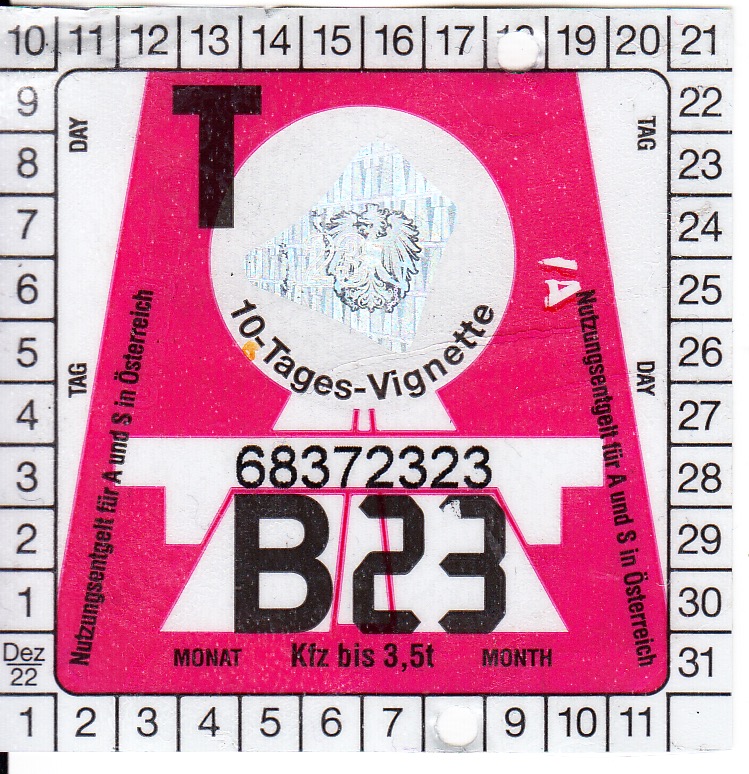 10 11 12 13 14 15 16 17 19 20 21
9 22
8 23
7 24
6 25
5 26
4 27
3 28
2 29
1 30
Dez
22
31
1 2 3 4 5 6 7 9 10 11
DAY
TAG
TAG
DAY
T
10-Tages-Vignette
Nutzungsentgelt für A und S in Österreich
Nutzungsentgelt für A und S in Österreich
68372323
B23
MONAT Kfz bis 3,5t MONTH